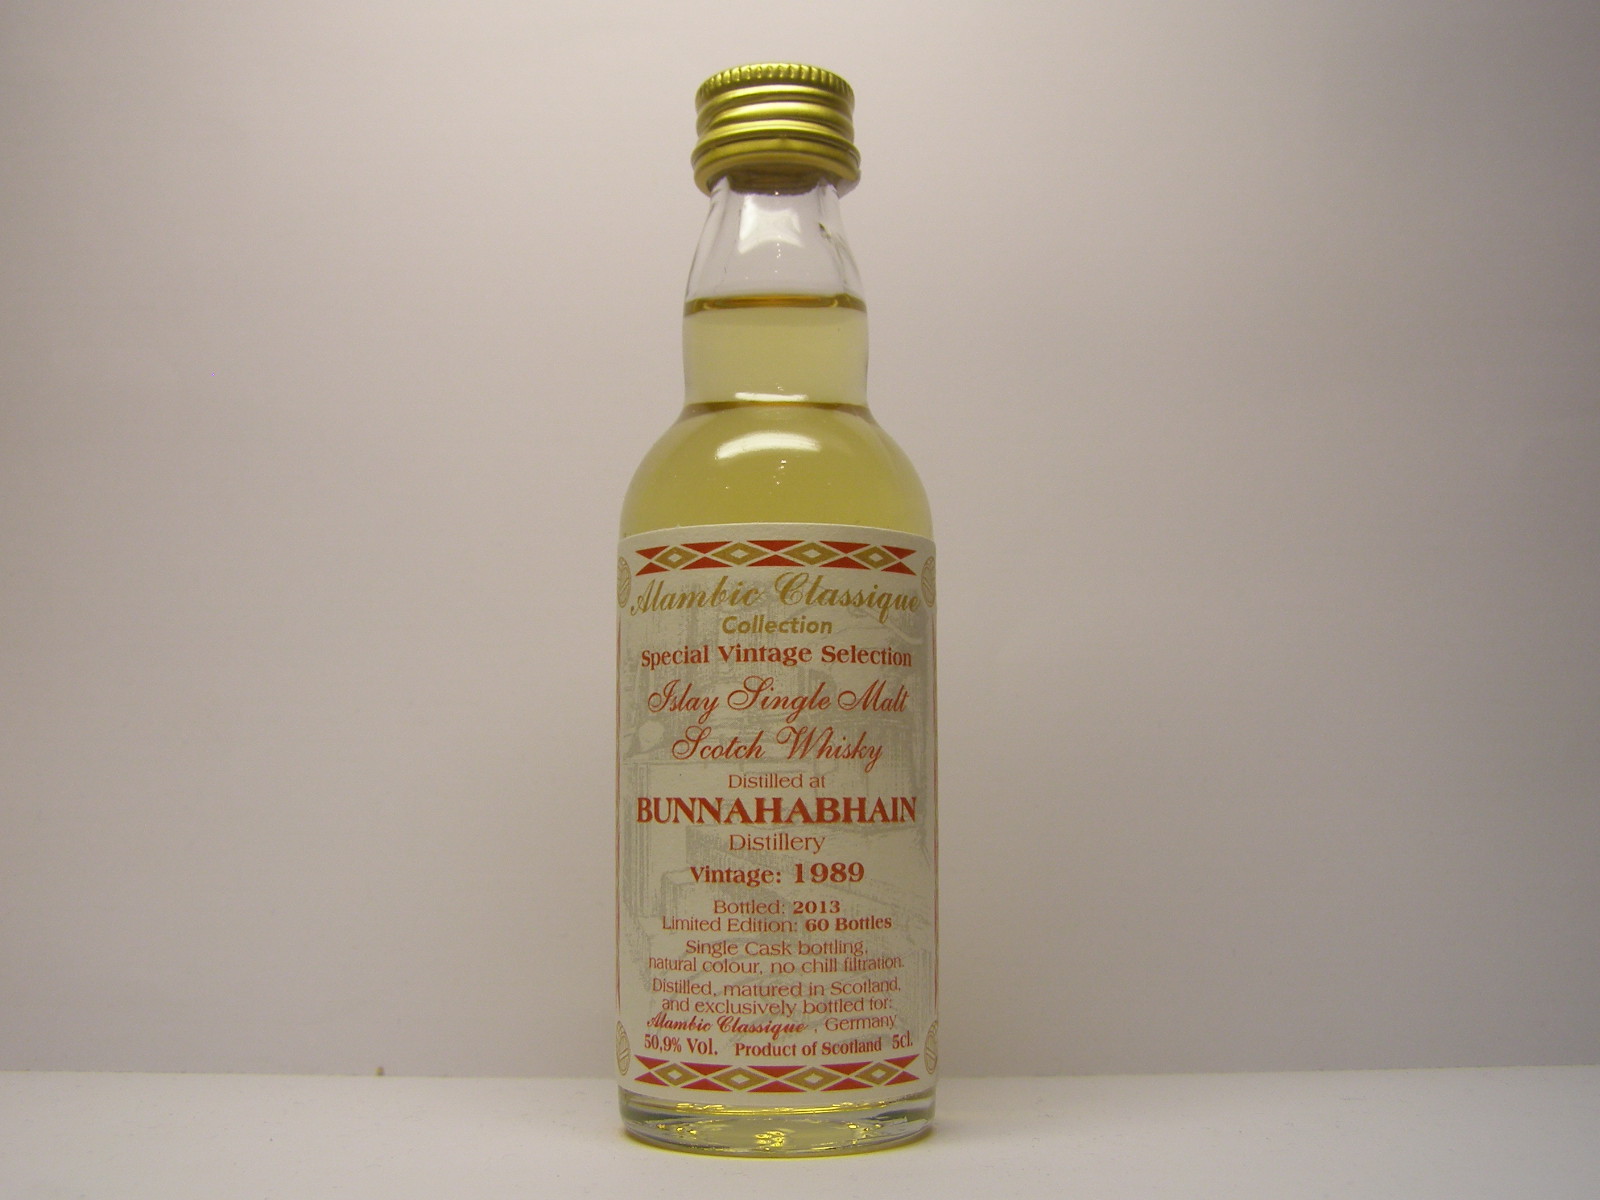 Alambic Classique
Collection
Special Vintage Selection
Islay Single Malt
Scotch Whisky
Distilled at
BUNNAHABHAIN
Distillery
Vintage: 1989
Bottled: 2013
Limited Edition: 60 Bottles
Single Cask bottling,
natural colour, no chill filtration.
Distilled, matured in Scotland,
and exclusively bottled for:
Alambic Classique , Germany
50,9% Vol. Product of Scotland 5cl.